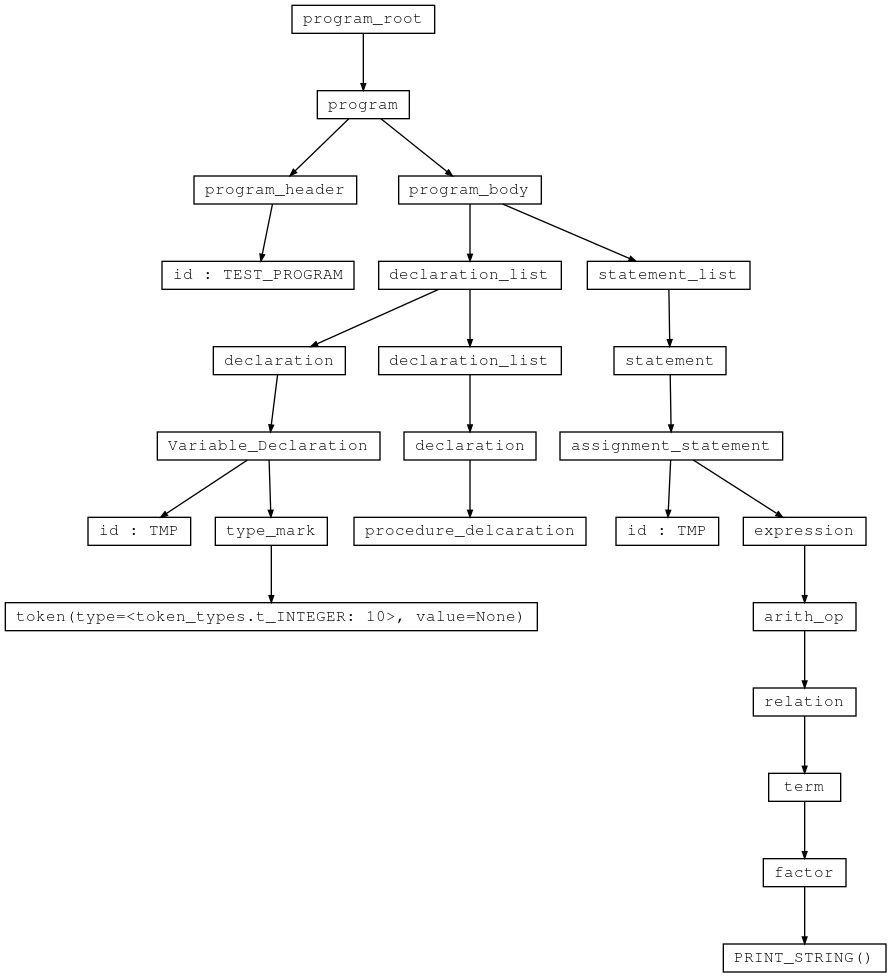 program_root
program
program_header
program_body
id : TEST_PROGRAM
declaration_list
statement_list
declaration
declaration_list
statement
Variable_Declaration
declaration
assignment_statement
id : TMP
type_mark
procedure_delcaration
id : TMP
expression
token(type=<token_types.t_INTEGER: 10>, value=None)
arith_op
relation
term
factor
PRINT_STRING()